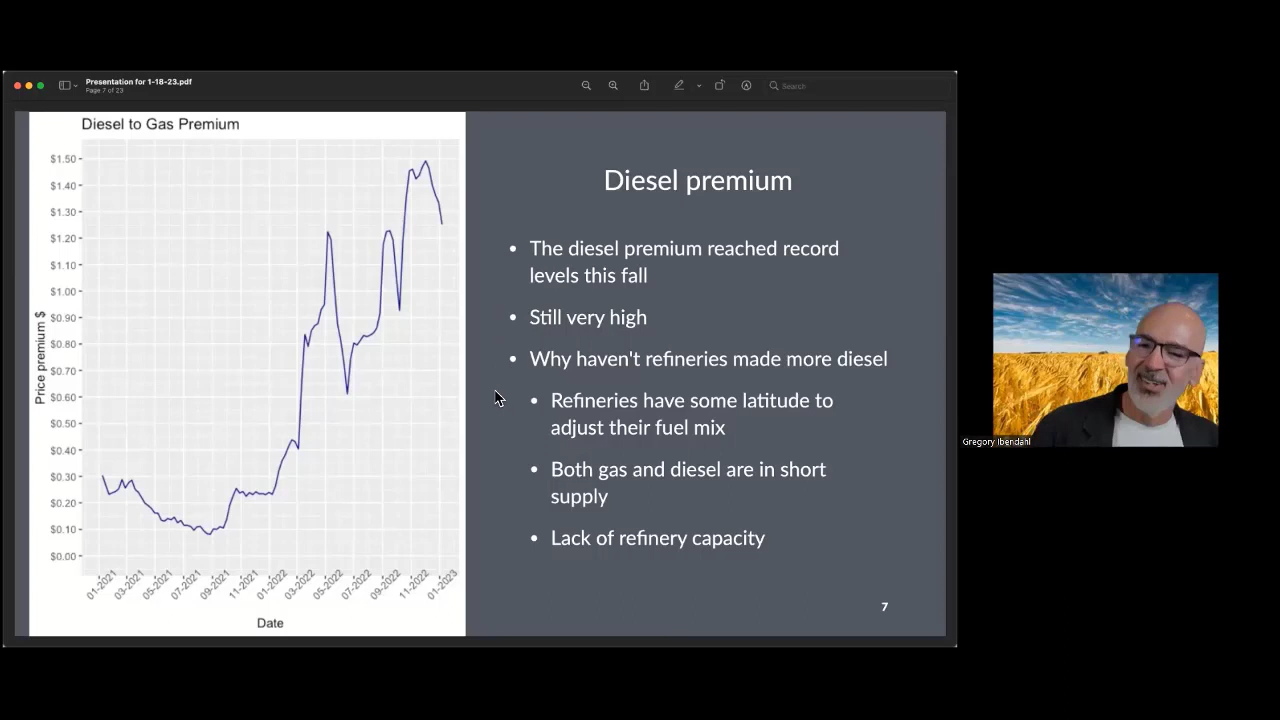 Presentation for 1-18-23.pdf
Page 7 of 23
Search
Diesel to Gas Premium
$1.50
$1.40
$1.30
$1.20
$1.10
$1.00
$0.90
$0.80
$0.70
$0.60
$0.50
$0.40
$0.30
$0.20
$0.10
$0.00
Price premium $
01-2021
03-2021
05-2021
07-2021
09-2021
11-2021
01-2022
03-2022
05-2022
07-2022
09-2022
11-2022
01-2023
Date
Diesel premium
• The diesel premium reached record
levels this fall
• Still very high
• Why haven't refineries made more diesel
• Refineries have some latitude to
adjust their fuel mix
• Both gas and diesel are in short
supply
• Lack of refinery capacity
7
Gregory Ibendahl